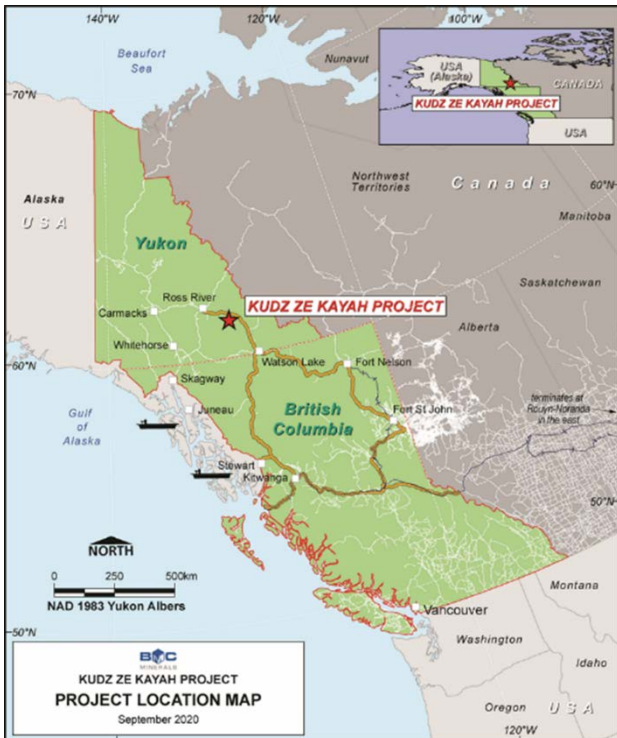 140°W
120°W
100°W
Beaufort
Sea
Nunavut
USA
(Alaska)
CANADA
KUDZ ZE KAYAH PROJECT
USA
70°N
Northwest
Territories
Canada
60°N
Alaska
USA
Manitoba
Yukon
Saskatchewan
Ross River
KUDZ ZE KAYAH PROJECT
Carmacks
Alberta
Whitehorse
Watson Lake
Fort Nelson
60°N
Skagway
terminates at
Rouyn-Noranda
in the east
Gulf
of
Alaska
Juneau
British
Columbia
Fort St John
Stewart
Kitwanga
50°N
NORTH
0
250
500km
NAD 1983 Yukon Albers
Montana
Vancouver
50°N
Washington
Idaho
BMC
MINERALS
KUDZ ZE KAYAH PROJECT
PROJECT LOCATION MAP
September 2020
Oregon
USA
120°W